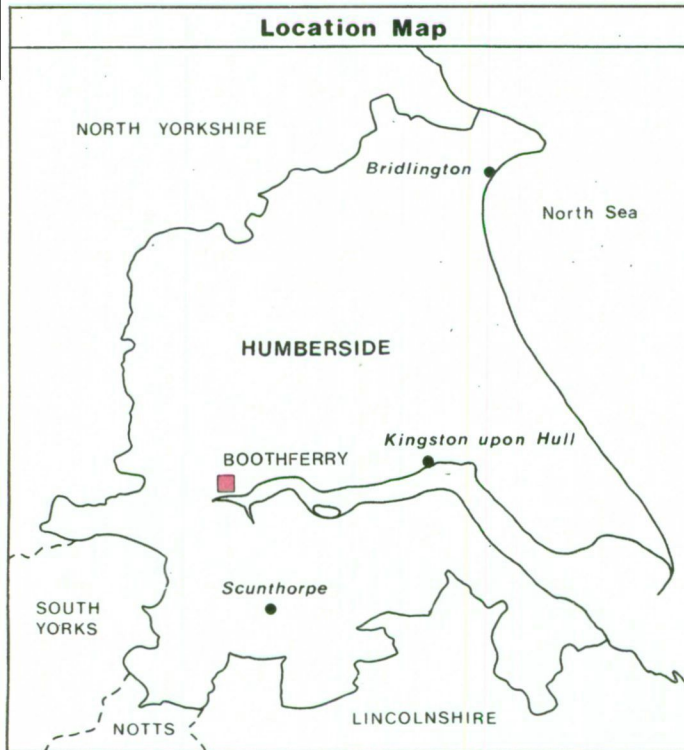 Location Map
NORTH YORKSHIRE
Bridlington
North Sea
HUMBERSIDE
Kingston upon Hull
BOOTHFERRY
Scunthorpe
SOUTH
YORKS
LINCOLNSHIRE
NOTTS